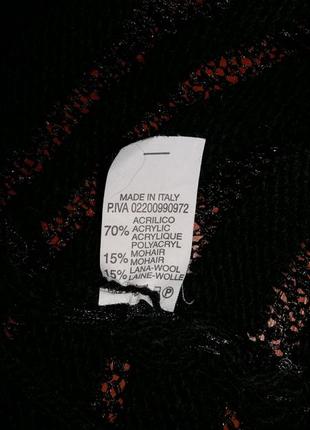 MADE IN ITALY
P.IVA 02200990972
ACRILICO
70% ACRYLIC
ACRYLIQUE
POLYACRYL
15% MOHAIR
MOHAIR
15% LANA-WOOL
LAINE-WOLLE
P